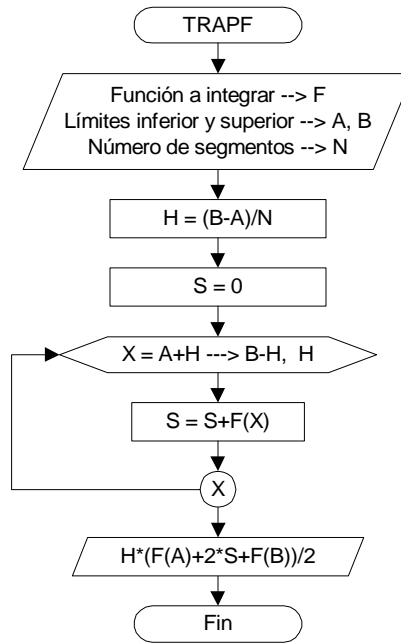 TRAPF
Función a integrar --> F
Límites inferior y superior --> A, B
Número de segmentos --> N
H = (B-A)/N
S = 0
X = A+H ---> B-H, H
S = S+F(X)
X
H*(F(A)+2*S+F(B))/2
Fin